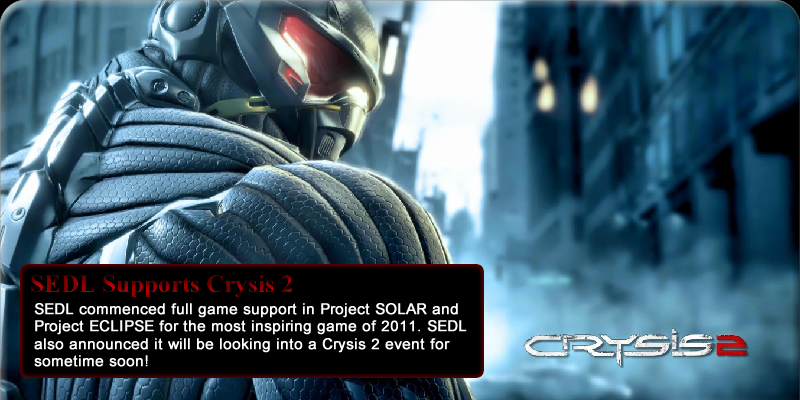 SEDL Supports Crysis 2
SEDL commenced full game support in Project SOLAR and
Project ECLIPSE for the most inspiring game of 2011. SEDL
also announced it will be looking into a Crysis 2 event for
sometime soon!
CRYSIS 2